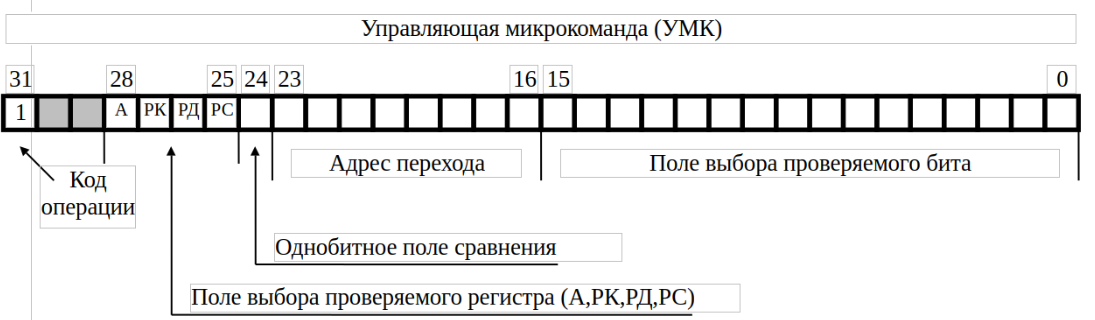 Управляющая микрокоманда (УМК)
31 28 25 24 23 16 15 0
1 А РК РД РС
Адрес перехода Поле выбора проверяемого бита
Код
операции
Однобитное поле сравнения
Поле выбора проверяемого регистра (А,РК,РД,РС)